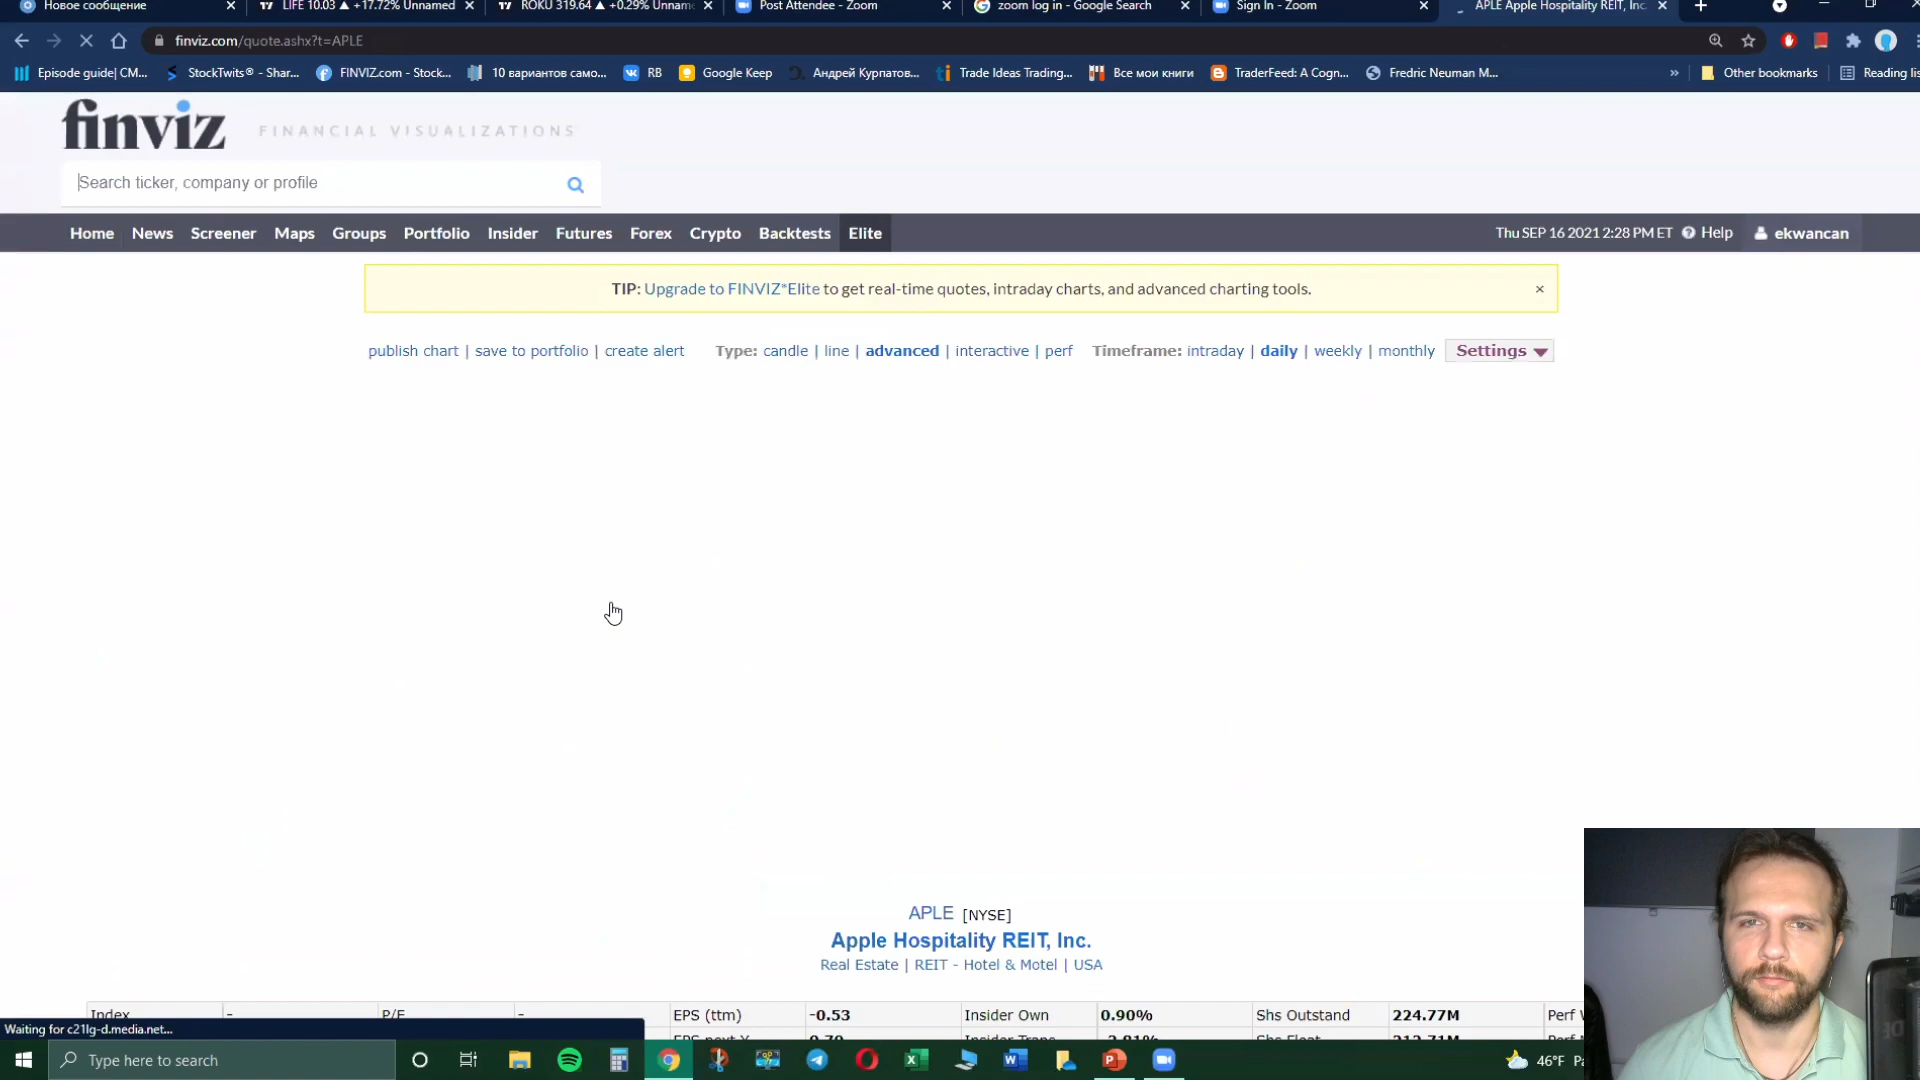 Новое сообщение
LIFE 10.03 ▲ +17.72% Unnamed
ROKU 319.64 ▲ +0.29% Unnam
Post Attendee - Zoom
zoom log in - Google Search
Sign In - Zoom
APLE Apple Hospitality REIT, Inc.
finviz.com/quote.ashx?t=APLE
Episode guide| CM...
StockTwits® - Shar...
FINVIZ.com - Stock...
10 вариантов само...
RB
Google Keep
Андрей Курпатов...
Trade Ideas Trading...
Все мои книги
TraderFeed: A Cogn...
Fredric Neuman M...
»
Other bookmarks
Reading lis
finviz FINANCIAL VISUALIZATIONS
Search ticker, company or profile
Home News Screener Maps Groups Portfolio Insider Futures Forex Crypto Backtests Elite
Thu SEP 16 2021 2:28 PM ET Help ekwancan
TIP: Upgrade to FINVIZ*Elite to get real-time quotes, intraday charts, and advanced charting tools. ×
publish chart | save to portfolio | create alert Type: candle | line | advanced | interactive | perf Timeframe: intraday | daily | weekly | monthly Settings
APLE [NYSE]
Apple Hospitality REIT, Inc.
Real Estate | REIT - Hotel & Motel | USA
Index - P/E - EPS (ttm) -0.53 Insider Own 0.90% Shs Outstand 224.77M Perf
Waiting for c21lg-d.media.net...
Type here to search
46°F